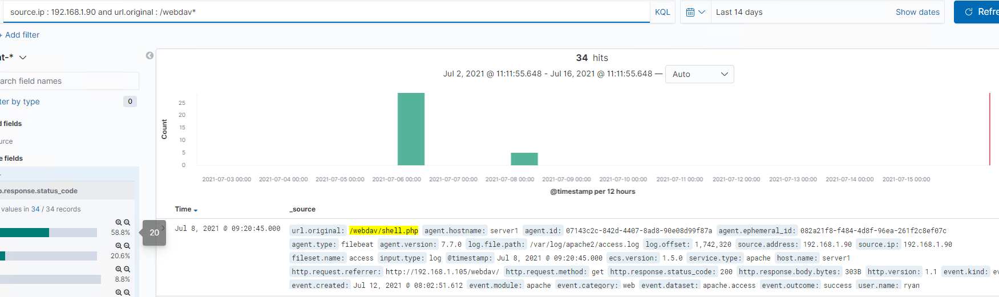 source.ip : 192.168.1.90 and url.original : /webdav* KQL Last 14 days Show dates Refre
+ Add filter
nt-*
arch field names
ter by type 0
d fields
urce
e fields
p.response.status_code
values in 34 / 34 records
58.8%
20
20.6%
8.8%
34 hits
Jul 2, 2021 @ 11:11:55.648 - Jul 16, 2021 @ 11:11:55.648 — Auto
Count
25
20
15
10
5
0
2021-07-03 00:00 2021-07-04 00:00 2021-07-05 00:00 2021-07-06 00:00 2021-07-07 00:00 2021-07-08 00:00 2021-07-09 00:00 2021-07-10 00:00 2021-07-11 00:00 2021-07-12 00:00 2021-07-13 00:00 2021-07-14 00:00 2021-07-15 00:00
@timestamp per 12 hours
Time _source
Jul 8, 2021 @ 09:20:45.000 url.original: /webdav/shell.php agent.hostname: server1 agent.id: 07143c2c-842d-4407-8ad8-90e08d99f87a agent.ephemeral_id: 082a21f8-f484-4d8f-96ea-261f2c8ef07c
agent.type: filebeat agent.version: 7.7.0 log.file.path: /var/log/apache2/access.log log.offset: 1,742,320 source.address: 192.168.1.90 source.ip: 192.168.1.90
fileset.name: access input.type: log @timestamp: Jul 8, 2021 @ 09:20:45.000 ecs.version: 1.5.0 service.type: apache host.name: server1
http.request.referrer: http://192.168.1.105/webdav/ http.request.method: get http.response.status_code: 200 http.response.body.bytes: 303B http.version: 1.1 event.kind: ev
event.created: Jul 12, 2021 @ 08:02:51.612 event.module: apache event.category: web event.dataset: apache.access event.outcome: success user.name: ryan